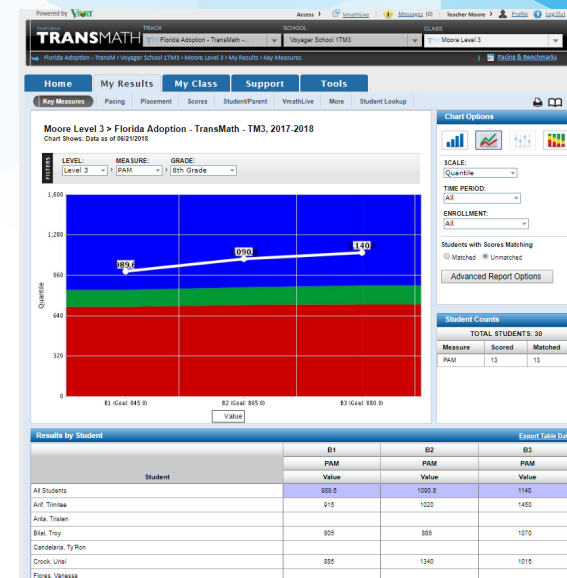 Powered by VPORT
Access › VmathLive Messages (0) Teacher Moore › Profile Log Out
TRANSMATH
TRACK SCHOOL CLASS
Florida Adoption - TransMath -... Voyager School 1TM3 Moore Level 3
Florida Adoption - TransM › Voyager School 1TM3 › Moore Level 3 › My Results › Key Measures Pacing & Benchmarks
Home My Results My Class Support Tools
Key Measures Pacing Placement Scores Student/Parent VmathLive More Student Lookup
Moore Level 3 > Florida Adoption - TransMath - TM3, 2017-2018
Chart Shows: Data as of 06/21/2018
FILTERS
LEVEL: MEASURE: GRADE:
Level 3 › PAM › 8th Grade
1,600
1,280
960
640
320
0
Quantile
989.6
090.
140.
B1 (Goal: 845.0) B2 (Goal: 865.0) B3 (Goal: 880.0)
Value
Chart Options
SCALE:
Quantile
TIME PERIOD:
All
ENROLLMENT:
All
Students with Scores Matching
Matched Unmatched
Advanced Report Options
Student Counts
TOTAL STUDENTS: 30
Measure Scored Matched
PAM 13 13
Results by Student Export Table Dat
B1 B2 B3
PAM PAM PAM
Student Value Value Value
All Students 989.6 1090.8 1140
Arif, Trinitee 915 1020 1450
Arita, Tristen
Bilal, Troy 805 885 1070
Candelaria, Ty'Ron
Crook, Uriel 885 1340 1015
Flores, Vanessa